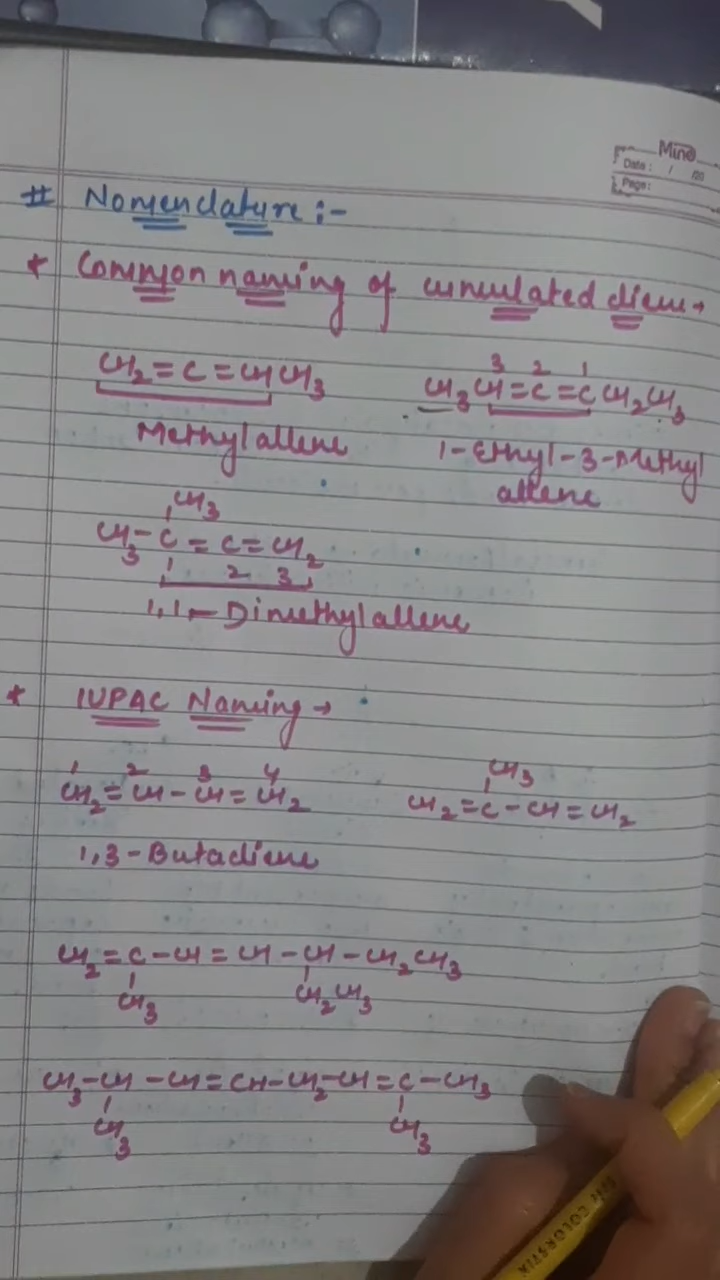 Mine
Date : / /20
Page:
# Nomenclature :-
* Common naming of cumulated diene →
CH₂=C=CHCH₃
3 2 1
CH₃CH=C=CCH₂CH₃
Methylallene
1-Ethyl-3-Methyl
allene
CH₃
CH₃-C=C=CH₂
1 2 3
1,1-Dimethylallene
* IUPAC Naming →
1 2 3 4
CH₂=CH-CH=CH₂
CH₃
CH₂=C-CH=CH₂
1,3-Butadiene
CH₂=C-CH=CH-CH-CH₂CH₃
CH₃ CH₂CH₃
CH₃-CH-CH=CH-CH₂-CH=C-CH₃
CH₃ CH₃